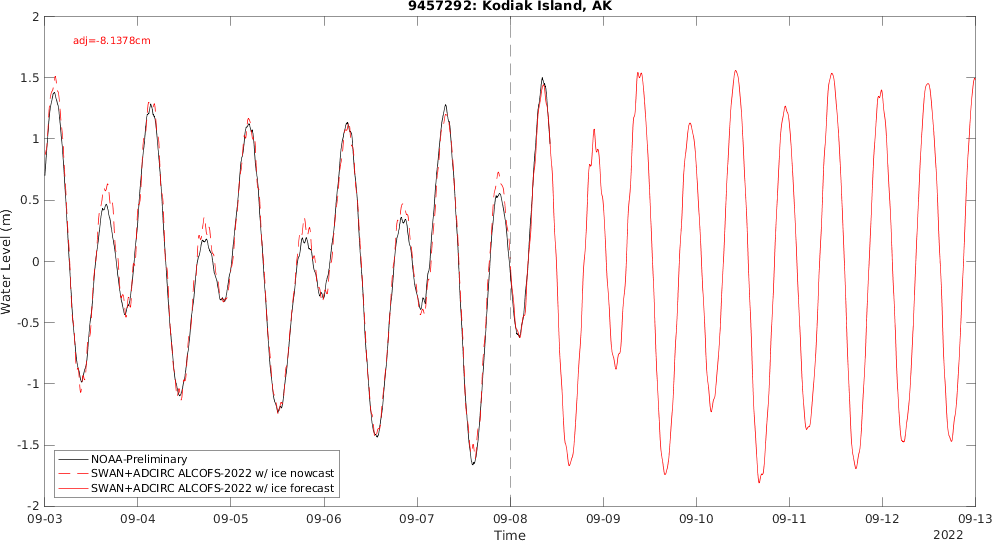 9457292: Kodiak Island, AK
adj=-8.1378cm
Water Level (m)
2
1.5
1
0.5
0
-0.5
-1
-1.5
-2
NOAA-Preliminary
SWAN+ADCIRC ALCOFS-2022 w/ ice nowcast
SWAN+ADCIRC ALCOFS-2022 w/ ice forecast
09-03 09-04 09-05 09-06 09-07 09-08 09-09 09-10 09-11 09-12 09-13
Time
2022